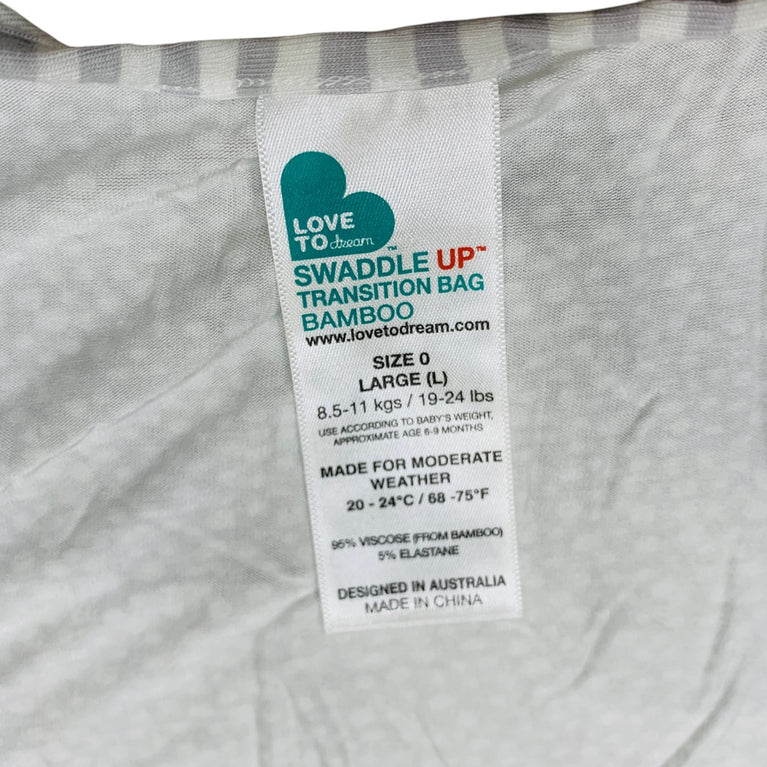 LOVE
TO dream™
SWADDLE UP™
TRANSITION BAG
BAMBOO
www.lovetodream.com
SIZE 0
LARGE (L)
8.5-11 kgs / 19-24 lbs
USE ACCORDING TO BABY'S WEIGHT,
APPROXIMATE AGE 6-9 MONTHS
MADE FOR MODERATE
WEATHER
20 - 24°C / 68 -75°F
95% VISCOSE (FROM BAMBOO)
5% ELASTANE
DESIGNED IN AUSTRALIA
MADE IN CHINA